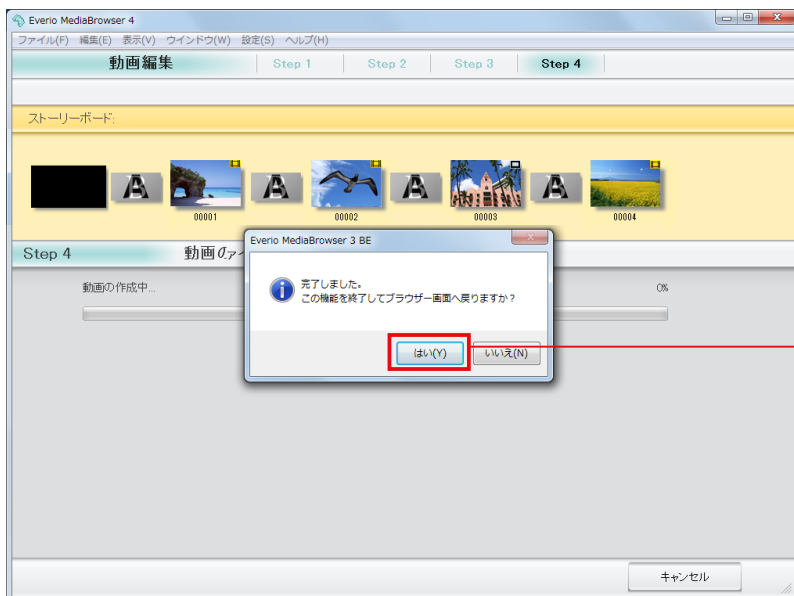 Everio MediaBrowser 4
ファイル(F) 編集(E) 表示(V) ウインドウ(W) 設定(S) ヘルプ(H)
動画編集 Step 1 Step 2 Step 3 Step 4
ストーリーボード:
A A A A
00001 00002 00003 00004
Everio MediaBrowser 3 BE
Step 4 動画のファ
完了しました。
この機能を終了してブラウザー画面へ戻りますか？
動画の作成中... 0%
はい(Y) いいえ(N)
キャンセル